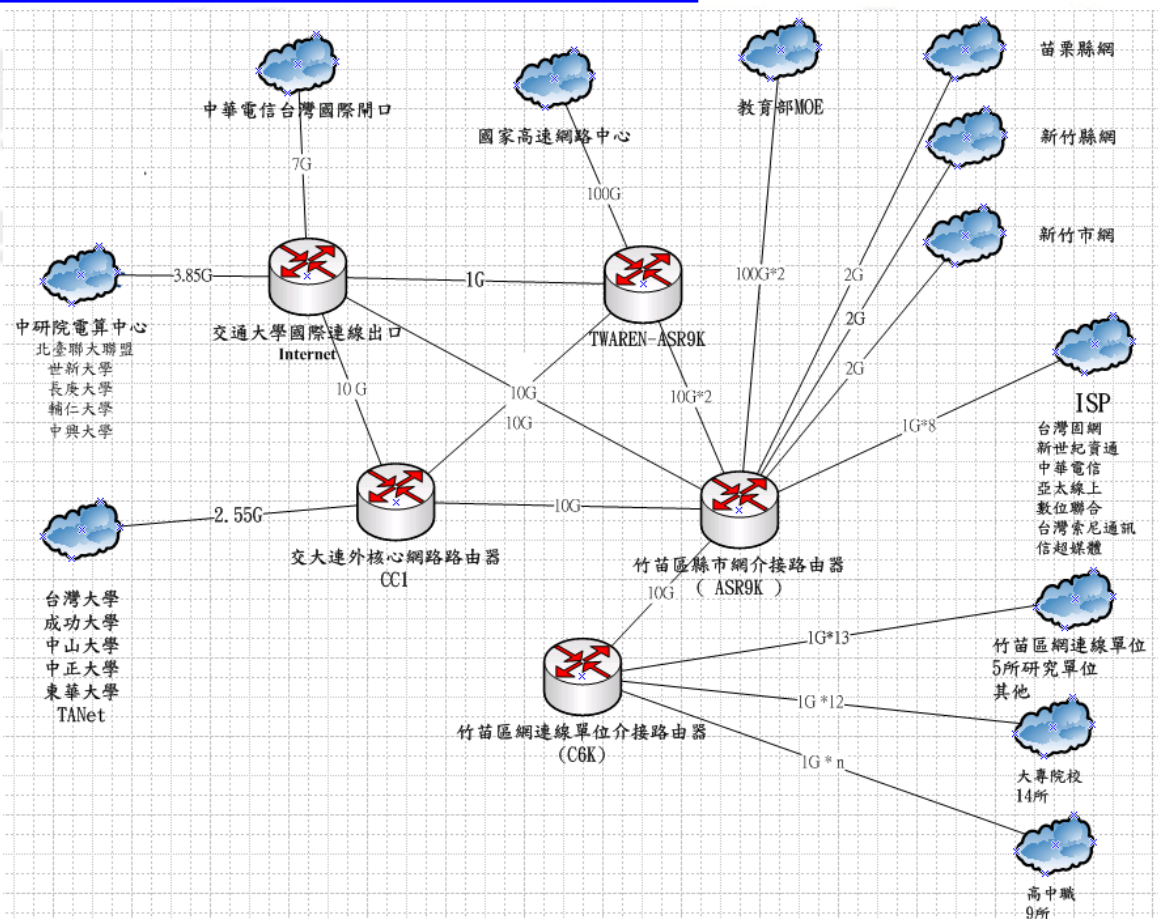 苗栗縣網
中華電信台灣國際閘口
教育部MOE
國家高速網路中心
新竹縣網
7G
100G
新竹市網
3.85G
1G
100G*2
2G
中研院電算中心
北臺聯大聯盟
世新大學
長庚大學
輔仁大學
中興大學
交通大學國際連線出口
Internet
TWAREN-ASR9K
2G
2G
10 G
10G
10G
10G*2
1G*8
ISP
台灣固網
新世紀資通
中華電信
亞太線上
數位聯合
台灣索尼通訊
信超媒體
2.55G
10G
交大連外核心網路路由器
CC1
竹苗區縣市網介接路由器
( ASR9K )
台灣大學
成功大學
中山大學
中正大學
東華大學
TANet
10G
1G*13
竹苗區網連線單位
5所研究單位
其他
1G *12
竹苗區網連線單位介接路由器
(C6K)
1G * n
大專院校
14所
高中職
9所